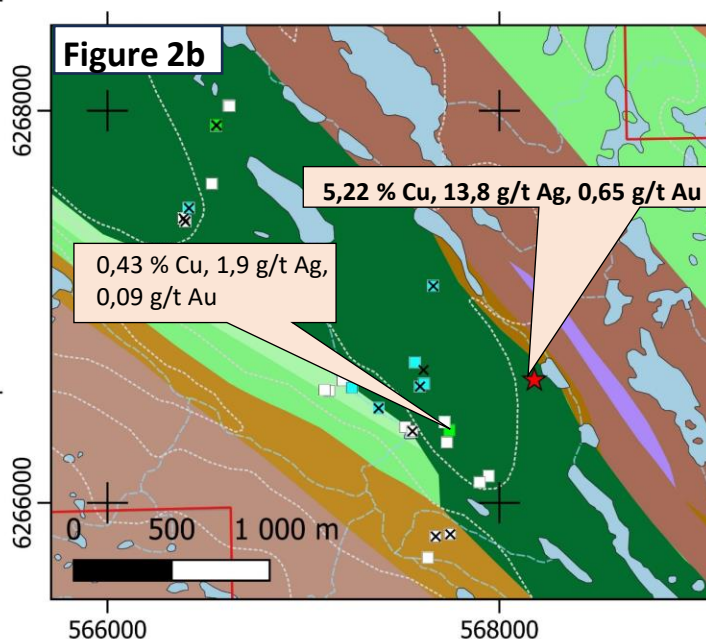 Figure 2b
6268000
5,22 % Cu, 13,8 g/t Ag, 0,65 g/t Au
0,43 % Cu, 1,9 g/t Ag,
0,09 g/t Au
6266000
0 500 1 000 m
566000 568000